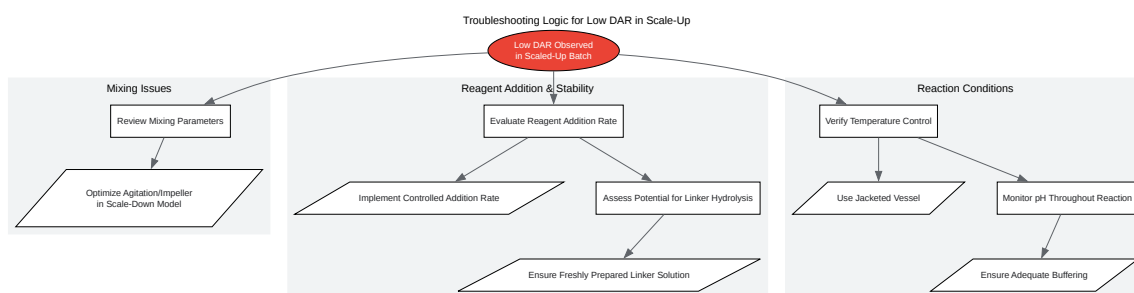 Troubleshooting Logic for Low DAR in Scale-Up
Low DAR Observed
in Scaled-Up Batch
Mixing Issues
Reagent Addition & Stability
Reaction Conditions
Review Mixing Parameters
Evaluate Reagent Addition Rate
Verify Temperature Control
Optimize Agitation/Impeller
in Scale-Down Model
Implement Controlled Addition Rate
Assess Potential for Linker Hydrolysis
Use Jacketed Vessel
Monitor pH Throughout Reaction
Ensure Freshly Prepared Linker Solution
Ensure Adequate Buffering